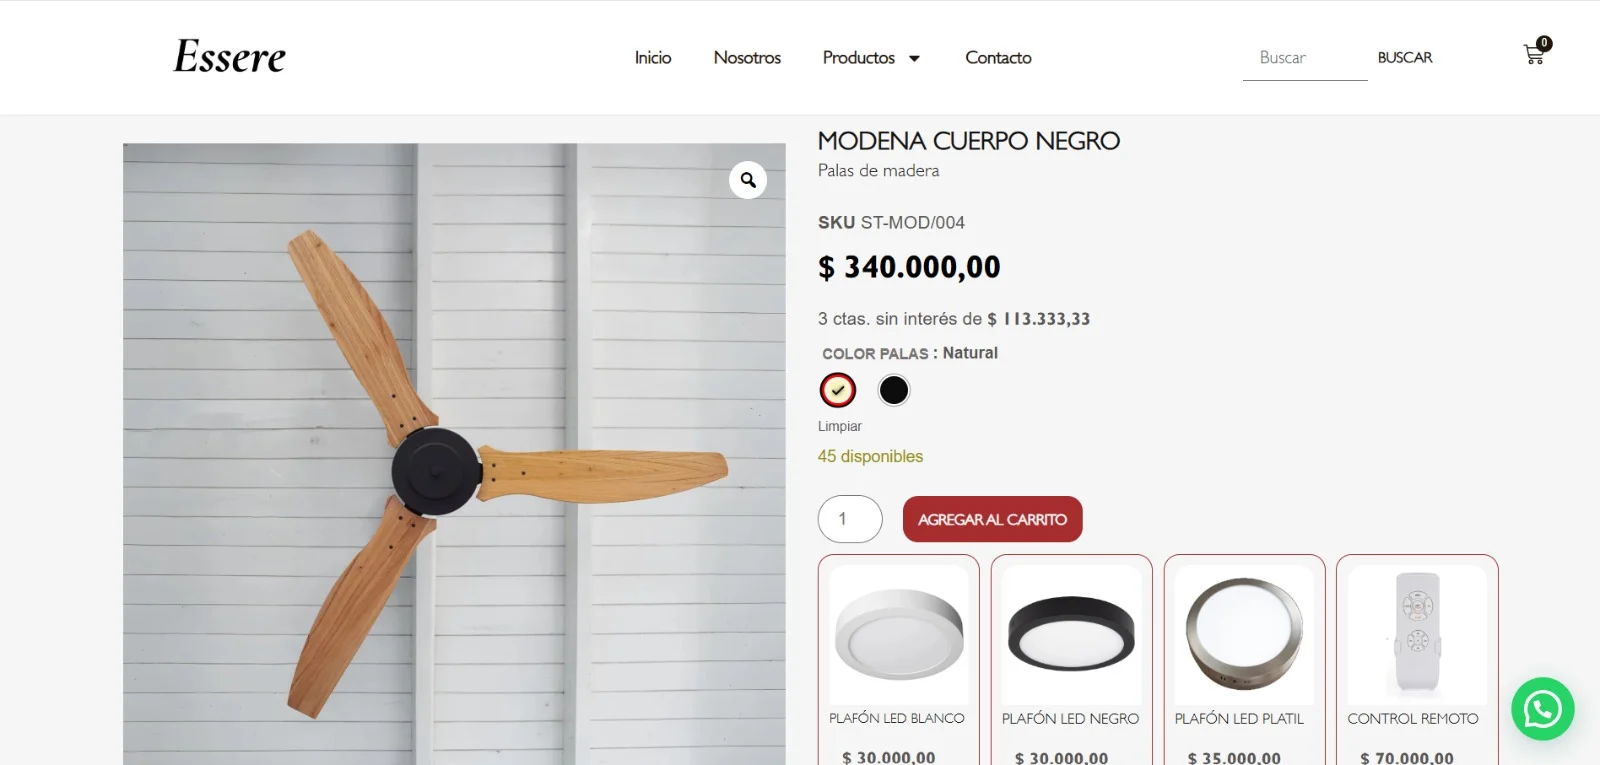 Essere
Inicio
Nosotros
Productos
Contacto
Buscar
BUSCAR
0
MODENA CUERPO NEGRO
Palas de madera
SKU ST-MOD/004
$ 340.000,00
3 ctas. sin interés de $ 113.333,33
COLOR PALAS : Natural
Limpiar
45 disponibles
1
AGREGAR AL CARRITO
PLAFÓN LED BLANCO
PLAFÓN LED NEGRO
PLAFÓN LED PLATIL
CONTROL REMOTO
$ 30.000,00
$ 30.000,00
$ 35.000,00
$ 70.000,00